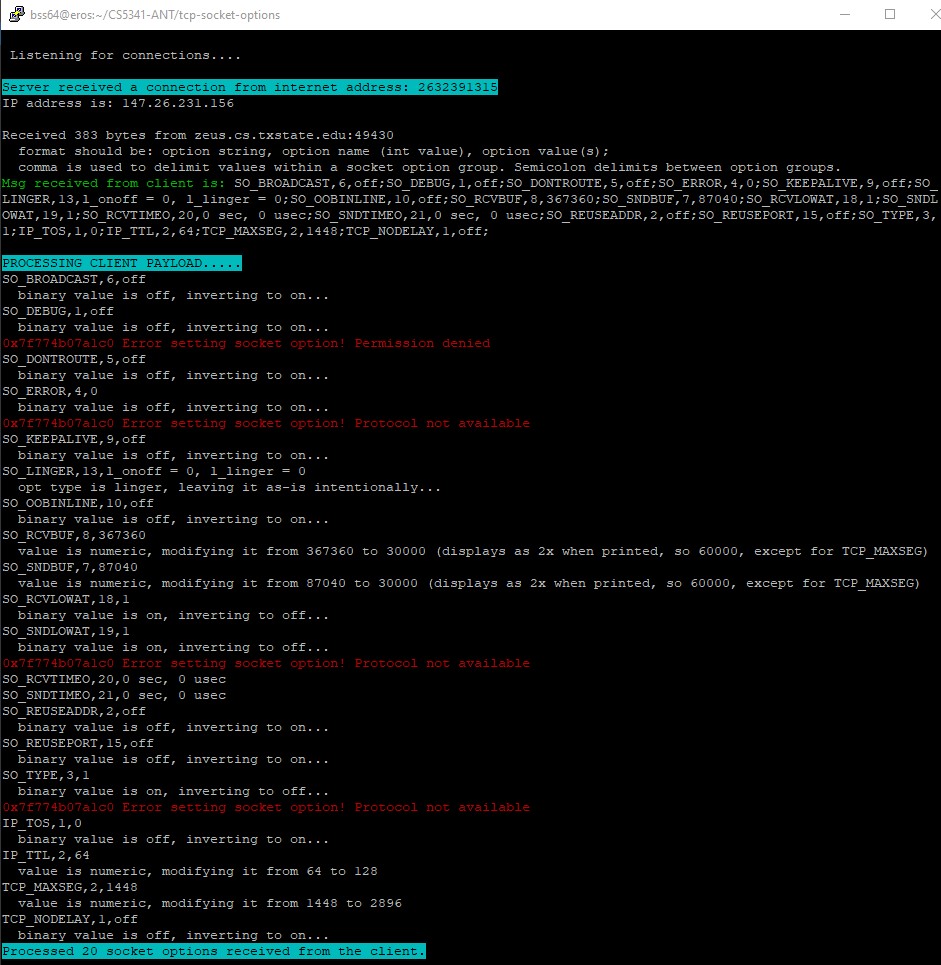 bss64@eros:~/CS5341-ANT/tcp-socket-options
Listening for connections....
Server received a connection from internet address: 2632391315
IP address is: 147.26.231.156
Received 383 bytes from zeus.cs.txstate.edu:49430
format should be: option string, option name (int value), option value(s);
comma is used to delimit values within a socket option group. Semicolon delimits between option groups.
Msg received from client is: SO_BROADCAST,6,off;SO_DEBUG,1,off;SO_DONTROUTE,5,off;SO_ERROR,4,0;SO_KEEPALIVE,9,off;SO_
LINGER,13,l_onoff = 0, l_linger = 0;SO_OOBINLINE,10,off;SO_RCVBUF,8,367360;SO_SNDBUF,7,87040;SO_RCVLOWAT,18,1;SO_SNDL
OWAT,19,1;SO_RCVTIMEO,20,0 sec, 0 usec;SO_SNDTIMEO,21,0 sec, 0 usec;SO_REUSEADDR,2,off;SO_REUSEPORT,15,off;SO_TYPE,3,
1;IP_TOS,1,0;IP_TTL,2,64;TCP_MAXSEG,2,1448;TCP_NODELAY,1,off;
PROCESSING CLIENT PAYLOAD.....
SO_BROADCAST,6,off
binary value is off, inverting to on...
SO_DEBUG,1,off
binary value is off, inverting to on...
0x7f774b07a1c0 Error setting socket option! Permission denied
SO_DONTROUTE,5,off
binary value is off, inverting to on...
SO_ERROR,4,0
binary value is off, inverting to on...
0x7f774b07a1c0 Error setting socket option! Protocol not available
SO_KEEPALIVE,9,off
binary value is off, inverting to on...
SO_LINGER,13,l_onoff = 0, l_linger = 0
opt type is linger, leaving it as-is intentionally...
SO_OOBINLINE,10,off
binary value is off, inverting to on...
SO_RCVBUF,8,367360
value is numeric, modifying it from 367360 to 30000 (displays as 2x when printed, so 60000, except for TCP_MAXSEG)
SO_SNDBUF,7,87040
value is numeric, modifying it from 87040 to 30000 (displays as 2x when printed, so 60000, except for TCP_MAXSEG)
SO_RCVLOWAT,18,1
binary value is on, inverting to off...
SO_SNDLOWAT,19,1
binary value is on, inverting to off...
0x7f774b07a1c0 Error setting socket option! Protocol not available
SO_RCVTIMEO,20,0 sec, 0 usec
SO_SNDTIMEO,21,0 sec, 0 usec
SO_REUSEADDR,2,off
binary value is off, inverting to on...
SO_REUSEPORT,15,off
binary value is off, inverting to on...
SO_TYPE,3,1
binary value is on, inverting to off...
0x7f774b07a1c0 Error setting socket option! Protocol not available
IP_TOS,1,0
binary value is off, inverting to on...
IP_TTL,2,64
value is numeric, modifying it from 64 to 128
TCP_MAXSEG,2,1448
value is numeric, modifying it from 1448 to 2896
TCP_NODELAY,1,off
binary value is off, inverting to on...
Processed 20 socket options received from the client.